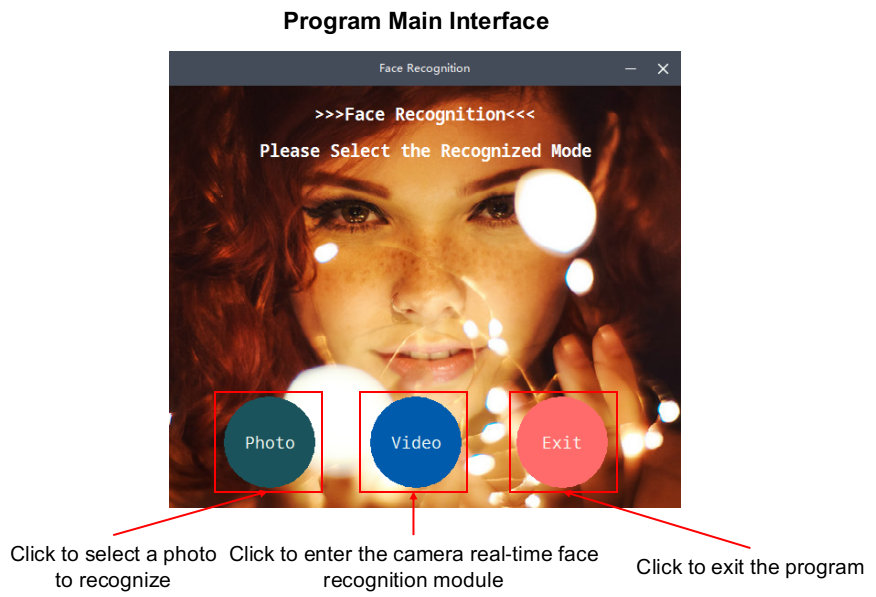 Program Main Interface
Face Recognition
>>>Face Recognition<<<
Please Select the Recognized Mode
Photo
Video
Exit
Click to select a photo
to recognize
Click to enter the camera real-time face
recognition module
Click to exit the program